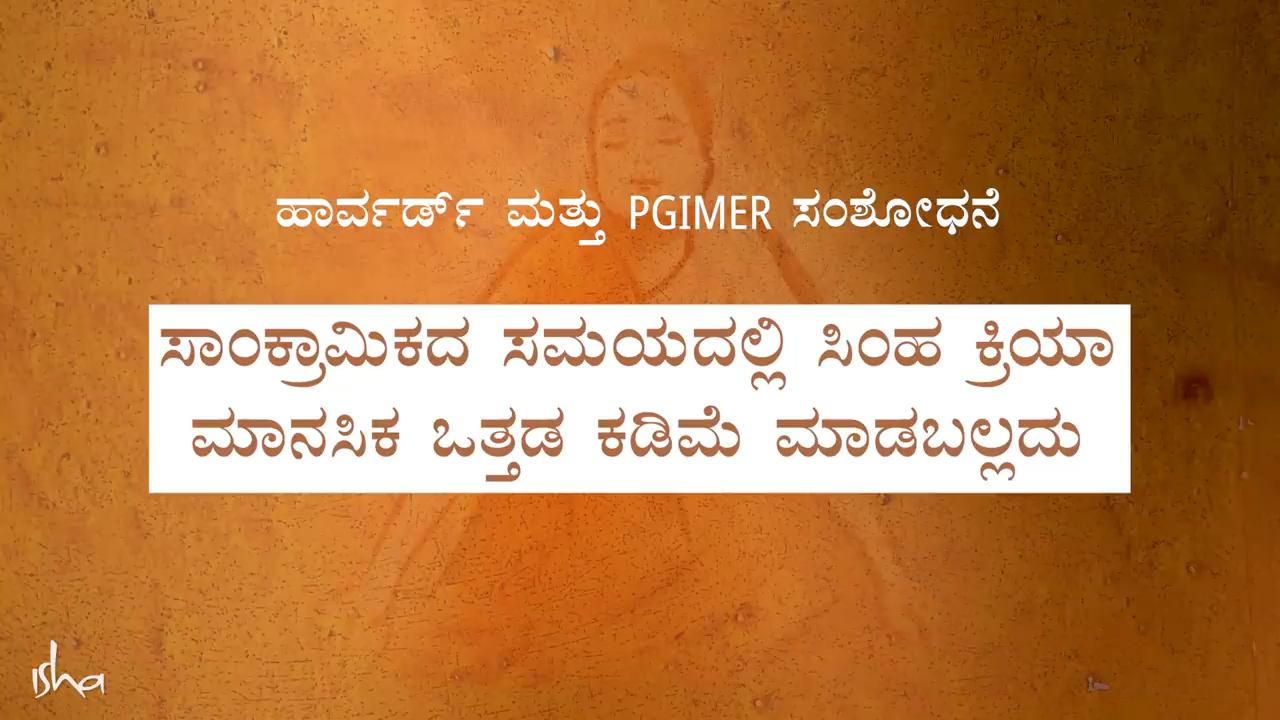 ಹಾರ್ವರ್ಡ್ ಮತ್ತು PGIMER ಸಂಶೋಧನೆ
ಸಾಂಕ್ರಾಮಿಕದ ಸಮಯದಲ್ಲಿ ಸಿಂಹ ಕ್ರಿಯಾ
ಮಾನಸಿಕ ಒತ್ತಡ ಕಡಿಮೆ ಮಾಡಬಲ್ಲದು
isha